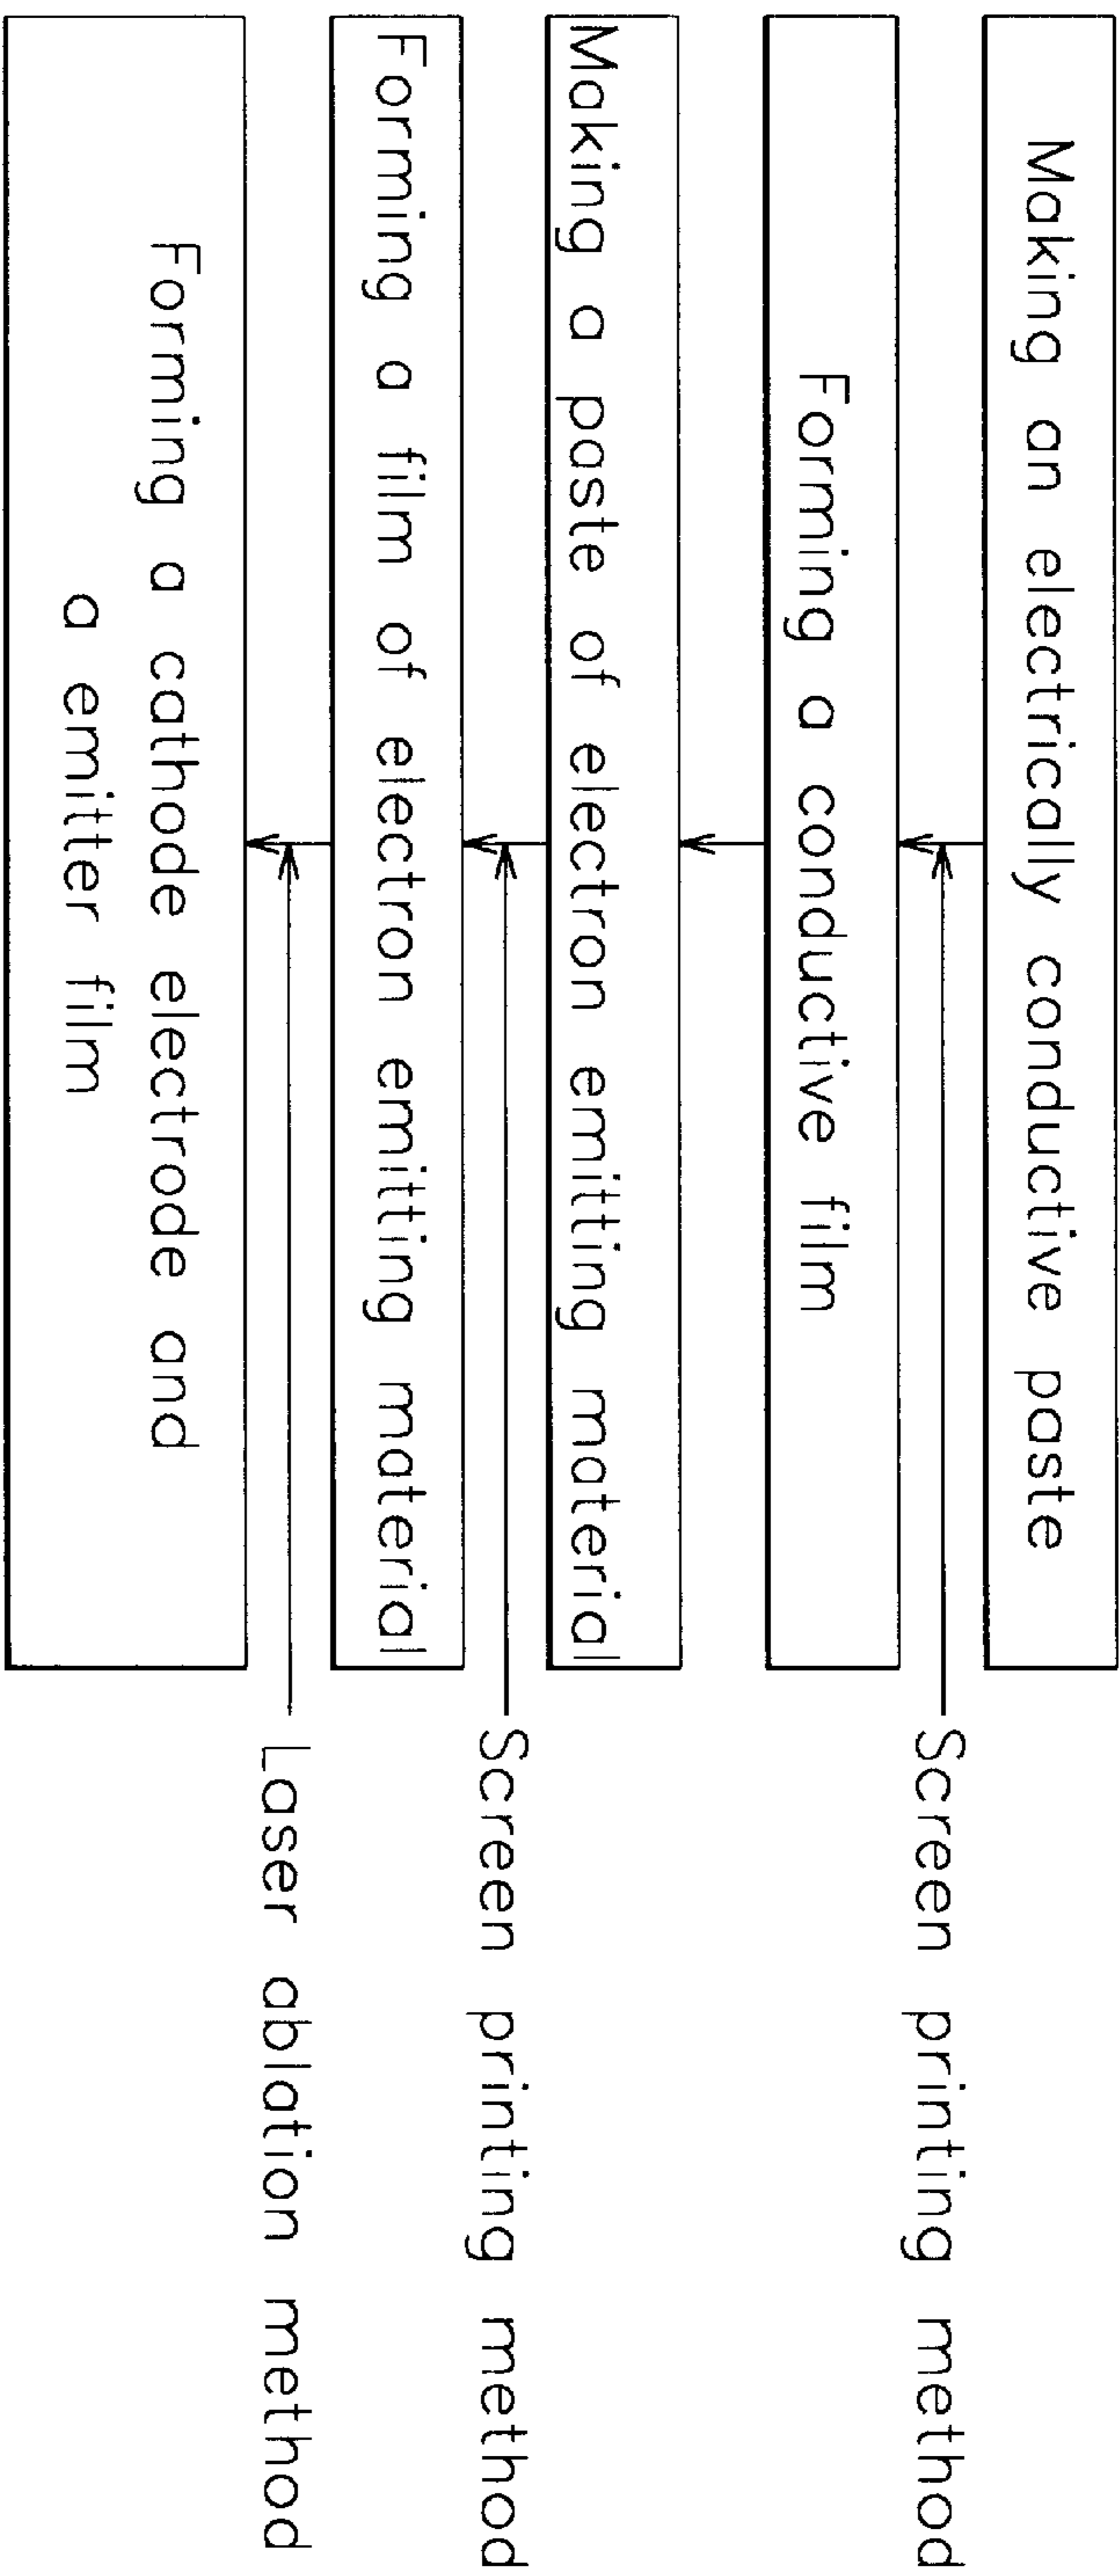 Making an electrically conductive paste
Screen printing method
Forming a conductive film
Making a paste of electron emitting material
Screen printing method
Forming a film of electron emitting material
Laser ablation method
Forming a cathode electrode and
a emitter film